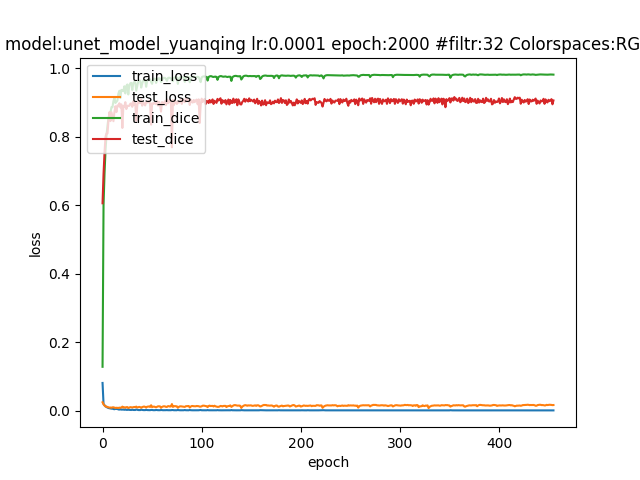 model:unet_model_yuanqing lr:0.0001 epoch:2000 #filtr:32 Colorspaces:RG
train_loss
test_loss
train_dice
test_dice
loss
1.0
0.8
0.6
0.4
0.2
0.0
0 100 200 300 400
epoch